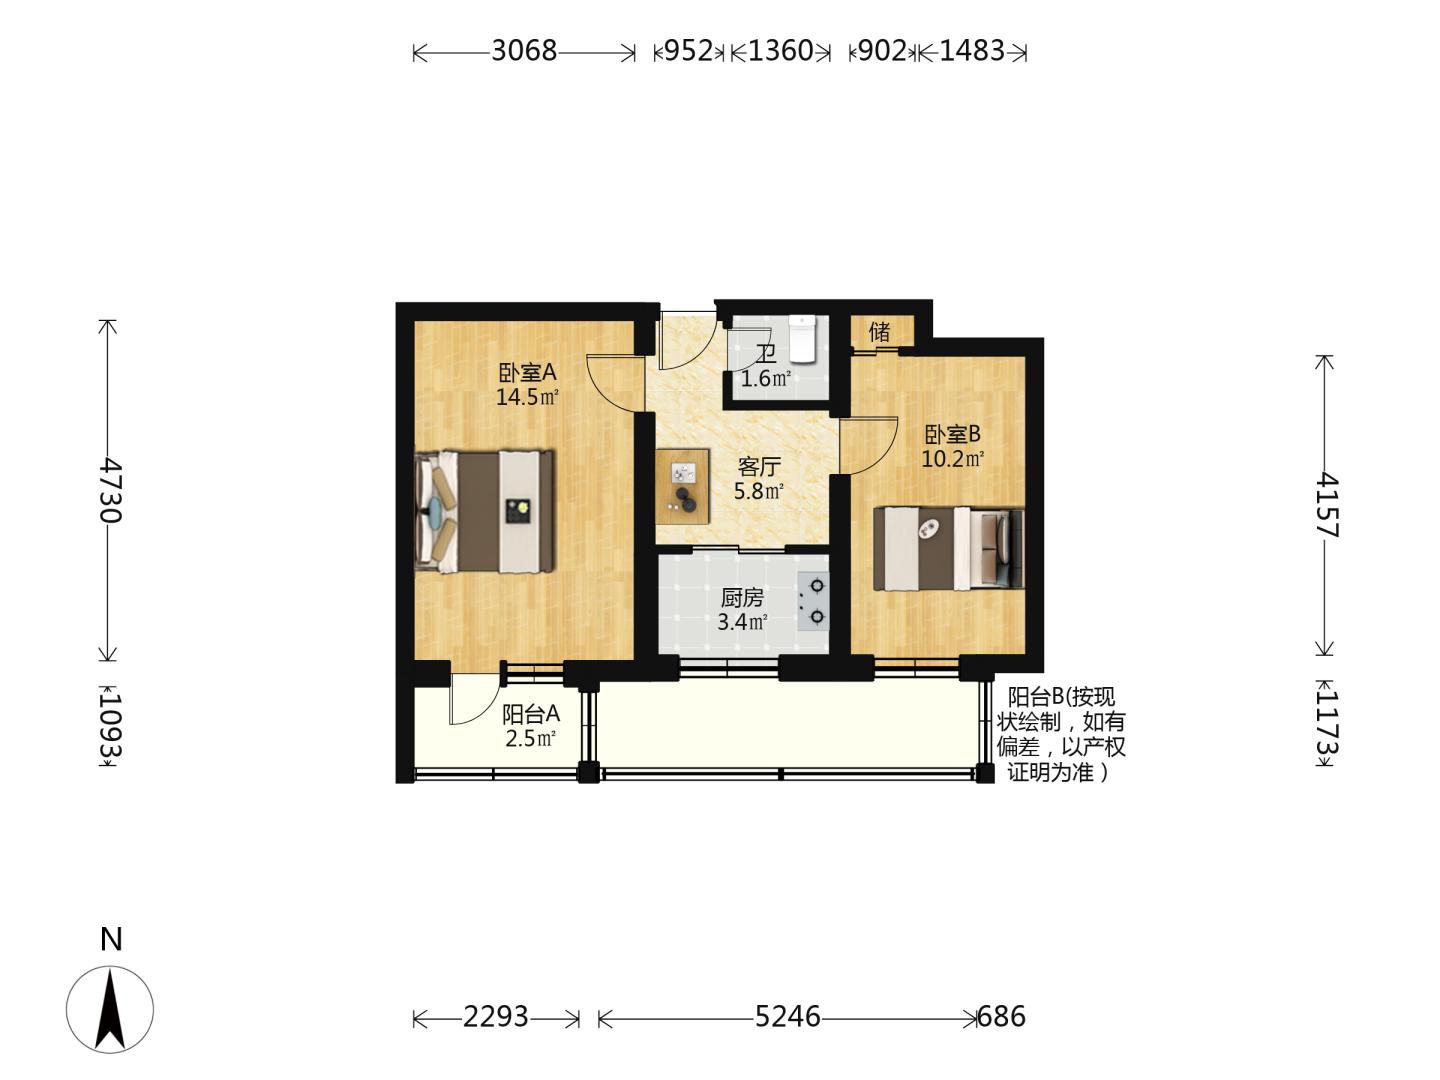 3068
952
1360
902
1483
储
卫
1.6㎡
卧室A
14.5㎡
卧室B
10.2㎡
客厅
5.8㎡
4730
4157
厨房
3.4㎡
1093
1173
阳台A
2.5㎡
阳台B(按现
状绘制，如有
偏差，以产权
证明为准）
N
2293
5246
686